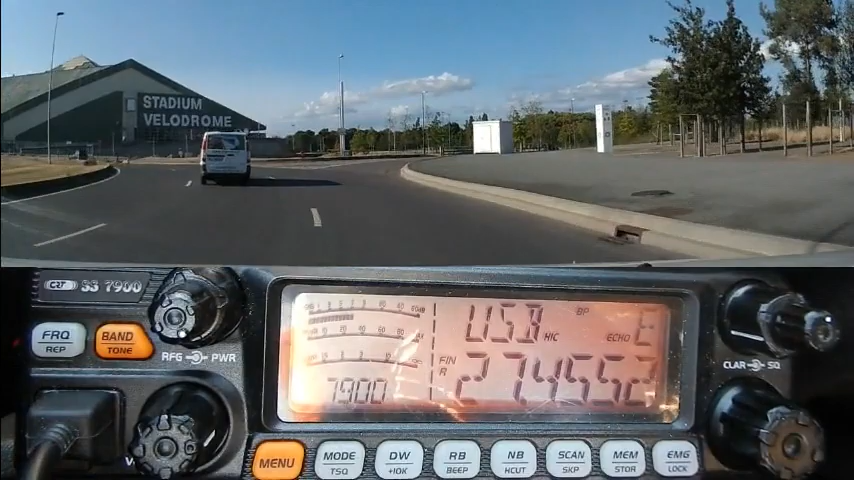 STADIUM
VELODROME
CRT SS 7900
FRQ
REP
BAND
TONE
RFG PWR
USB HIC BP ECHO E
FIN
R
27.455
7900
CLAR SQ
MENU
MODE
TSQ
DW
+10K
RB
BEEP
NB
HCUT
SCAN
SKP
MEM
STOR
EMG
LOCK